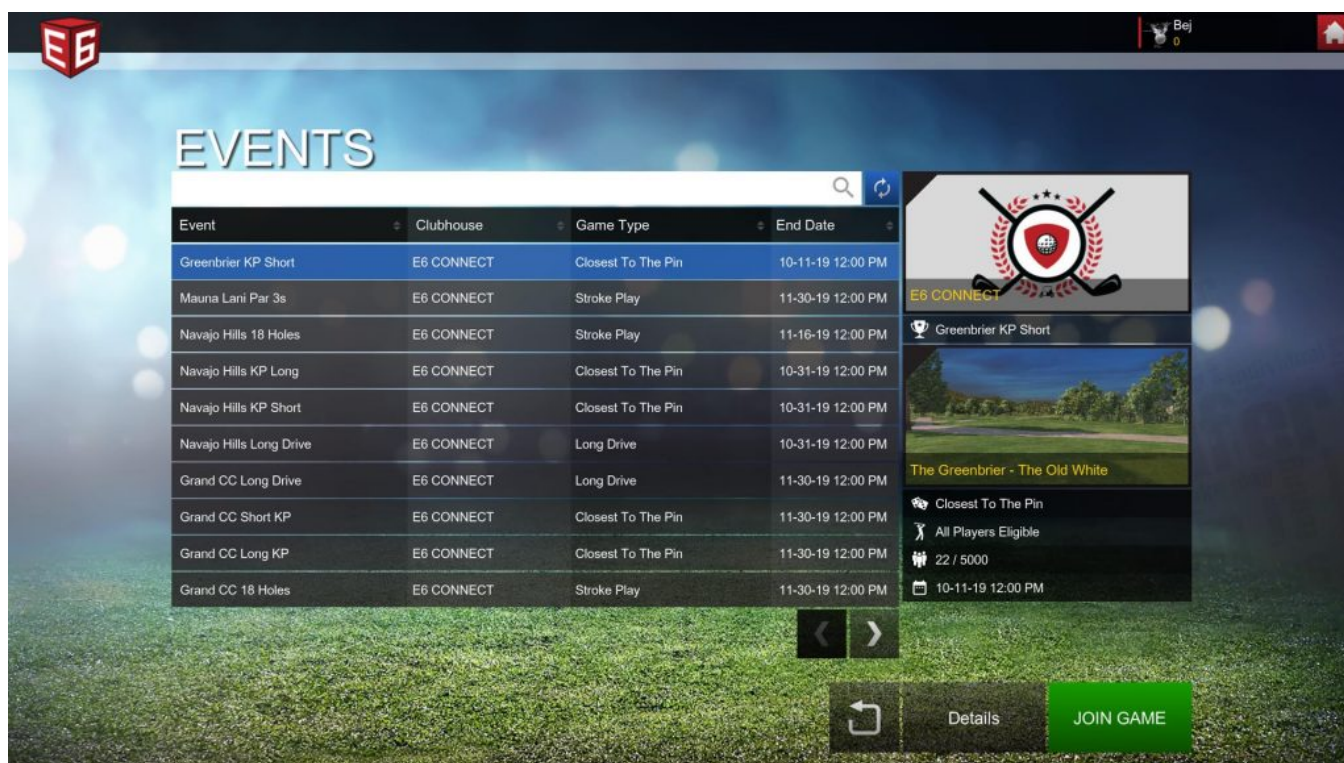 E6
Bej
0
EVENTS
Event Clubhouse Game Type End Date
Greenbrier KP Short E6 CONNECT Closest To The Pin 10-11-19 12:00 PM
Mauna Lani Par 3s E6 CONNECT Stroke Play 11-30-19 12:00 PM
Navajo Hills 18 Holes E6 CONNECT Stroke Play 11-16-19 12:00 PM
Navajo Hills KP Long E6 CONNECT Closest To The Pin 10-31-19 12:00 PM
Navajo Hills KP Short E6 CONNECT Closest To The Pin 10-31-19 12:00 PM
Navajo Hills Long Drive E6 CONNECT Long Drive 10-31-19 12:00 PM
Grand CC Long Drive E6 CONNECT Long Drive 11-30-19 12:00 PM
Grand CC Short KP E6 CONNECT Closest To The Pin 11-30-19 12:00 PM
Grand CC Long KP E6 CONNECT Closest To The Pin 11-30-19 12:00 PM
Grand CC 18 Holes E6 CONNECT Stroke Play 11-30-19 12:00 PM
E6 CONNECT
Greenbrier KP Short
The Greenbrier - The Old White
Closest To The Pin
All Players Eligible
22 / 5000
10-11-19 12:00 PM
Details
JOIN GAME